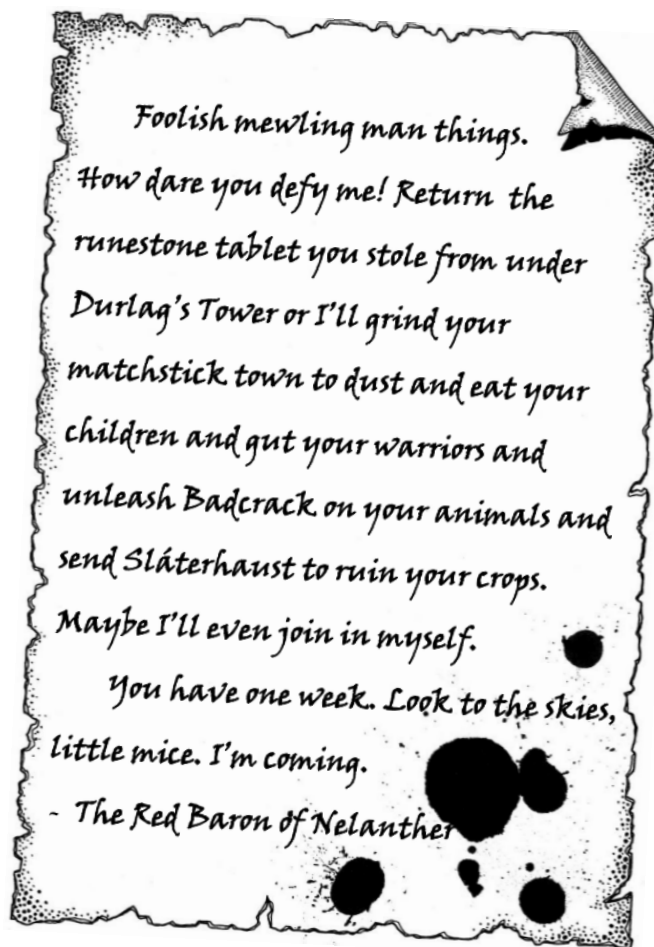 Foolish mewling man things.
How dare you defy me! Return the
runestone tablet you stole from under
Durlag's Tower or I'll grind your
matchstick town to dust and eat your
children and gut your warriors and
unleash Badcrack on your animals and
send Sláterhaust to ruin your crops.
Maybe I'll even join in myself.
You have one week. Look to the skies,
little mice. I'm coming.
- The Red Baron of Nelanther